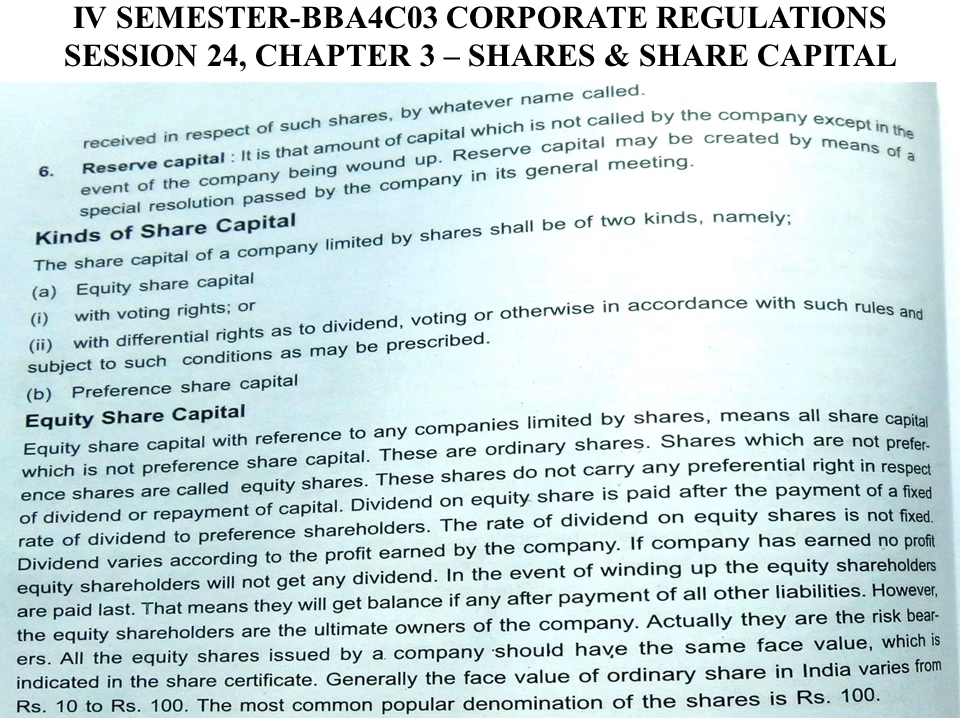 IV SEMESTER-BBA4C03 CORPORATE REGULATIONS
SESSION 24, CHAPTER 3 – SHARES & SHARE CAPITAL
received in respect of such shares, by whatever name called.
6. Reserve capital : It is that amount of capital which is not called by the company except in the
event of the company being wound up. Reserve capital may be created by means of a
special resolution passed by the company in its general meeting.
Kinds of Share Capital
The share capital of a company limited by shares shall be of two kinds, namely;
(a) Equity share capital
(i) with voting rights; or
(ii) with differential rights as to dividend, voting or otherwise in accordance with such rules and
subject to such conditions as may be prescribed.
(b) Preference share capital
Equity Share Capital
Equity share capital with reference to any companies limited by shares, means all share capital
which is not preference share capital. These are ordinary shares. Shares which are not prefer-
ence shares are called equity shares. These shares do not carry any preferential right in respect
of dividend or repayment of capital. Dividend on equity share is paid after the payment of a fixed
rate of dividend to preference shareholders. The rate of dividend on equity shares is not fixed.
Dividend varies according to the profit earned by the company. If company has earned no profit
equity shareholders will not get any dividend. In the event of winding up the equity shareholders
are paid last. That means they will get balance if any after payment of all other liabilities. However,
the equity shareholders are the ultimate owners of the company. Actually they are the risk bear-
ers. All the equity shares issued by a company should have the same face value, which is
indicated in the share certificate. Generally the face value of ordinary share in India varies from
Rs. 10 to Rs. 100. The most common popular denomination of the shares is Rs. 100.